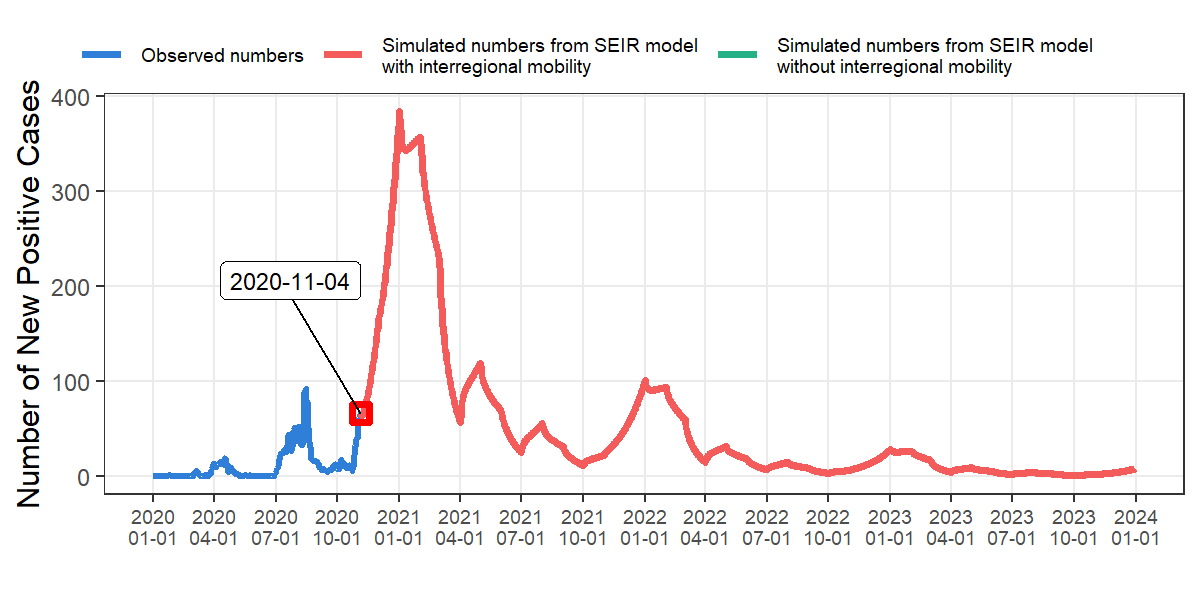 Observed numbers
Simulated numbers from SEIR model
with interregional mobility
Simulated numbers from SEIR model
without interregional mobility
Number of New Positive Cases
400
300
200
100
0
2020-11-04
2020 2020 2020 2020 2021 2021 2021 2021 2022 2022 2022 2022 2023 2023 2023 2023 2024
01-01 04-01 07-01 10-01 01-01 04-01 07-01 10-01 01-01 04-01 07-01 10-01 01-01 04-01 07-01 10-01 01-01